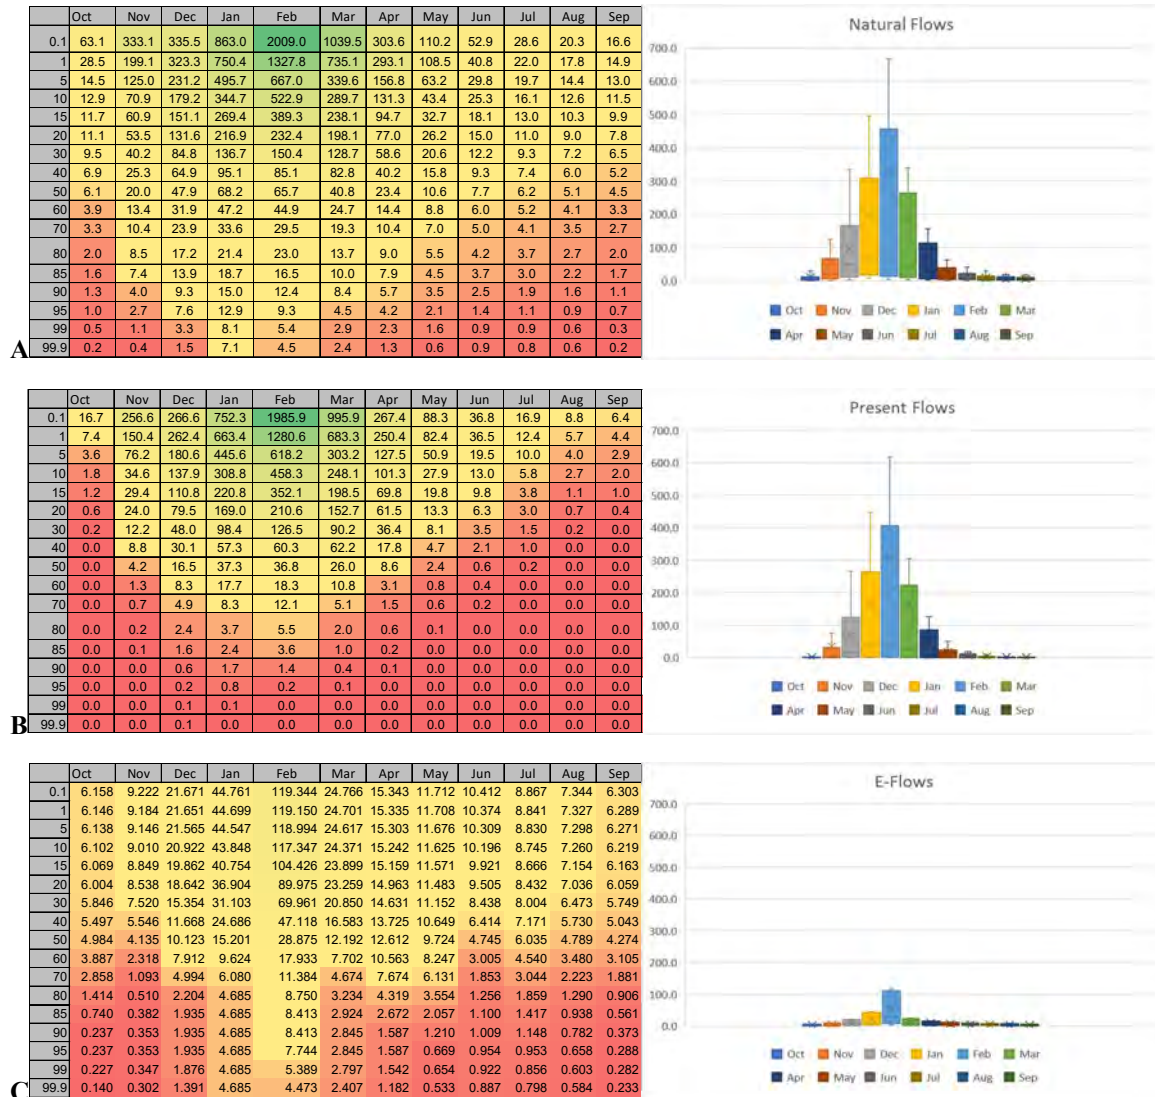 Oct Nov Dec Jan Feb Mar Apr May Jun Jul Aug Sep
0.1 63.1 333.1 335.5 863.0 2009.0 1039.5 303.6 110.2 52.9 28.6 20.3 16.6
1 28.5 199.1 323.3 750.4 1327.8 735.1 293.1 108.5 40.8 22.0 17.8 14.9
5 14.5 125.0 231.2 495.7 667.0 339.6 156.8 63.2 29.8 19.7 14.4 13.0
10 12.9 70.9 179.2 344.7 522.9 289.7 131.3 43.4 25.3 16.1 12.6 11.5
15 11.7 60.9 151.1 269.4 389.3 238.1 94.7 32.7 18.1 13.0 10.3 9.9
20 11.1 53.5 131.6 216.9 232.4 198.1 77.0 26.2 15.0 11.0 9.0 7.8
30 9.5 40.2 84.8 136.7 150.4 128.7 58.6 20.6 12.2 9.3 7.2 6.5
40 6.9 25.3 64.9 95.1 85.1 82.8 40.2 15.8 9.3 7.4 6.0 5.2
50 6.1 20.0 47.9 68.2 65.7 40.8 23.4 10.6 7.7 6.2 5.1 4.5
60 3.9 13.4 31.9 47.2 44.9 24.7 14.4 8.8 6.0 5.2 4.1 3.3
70 3.3 10.4 23.9 33.6 29.5 19.3 10.4 7.0 5.0 4.1 3.5 2.7
80 2.0 8.5 17.2 21.4 23.0 13.7 9.0 5.5 4.2 3.7 2.7 2.0
85 1.6 7.4 13.9 18.7 16.5 10.0 7.9 4.5 3.7 3.0 2.2 1.7
90 1.3 4.0 9.3 15.0 12.4 8.4 5.7 3.5 2.5 1.9 1.6 1.1
95 1.0 2.7 7.6 12.9 9.3 4.5 4.2 2.1 1.4 1.1 0.9 0.7
99 0.5 1.1 3.3 8.1 5.4 2.9 2.3 1.6 0.9 0.9 0.6 0.3
99.9 0.2 0.4 1.5 7.1 4.5 2.4 1.3 0.6 0.9 0.8 0.6 0.2
A
Natural Flows
700.0
600.0
500.0
400.0
300.0
200.0
100.0
0.0
Oct Nov Dec Jan Feb Mar
Apr May Jun Jul Aug Sep
Oct Nov Dec Jan Feb Mar Apr May Jun Jul Aug Sep
0.1 16.7 256.6 266.6 752.3 1985.9 995.9 267.4 88.3 36.8 16.9 8.8 6.4
1 7.4 150.4 262.4 663.4 1280.6 683.3 250.4 82.4 36.5 12.4 5.7 4.4
5 3.6 76.2 180.6 445.6 618.2 303.2 127.5 50.9 19.5 10.0 4.0 2.9
10 1.8 34.6 137.9 308.8 458.3 248.1 101.3 27.9 13.0 5.8 2.7 2.0
15 1.2 29.4 110.8 220.8 352.1 198.5 69.8 19.8 9.8 3.8 1.1 1.0
20 0.6 24.0 79.5 169.0 210.6 152.7 61.5 13.3 6.3 3.0 0.7 0.4
30 0.2 12.2 48.0 98.4 126.5 90.2 36.4 8.1 3.5 1.5 0.2 0.0
40 0.0 8.8 30.1 57.3 60.3 62.2 17.8 4.7 2.1 1.0 0.0 0.0
50 0.0 4.2 16.5 37.3 36.8 26.0 8.6 2.4 0.6 0.2 0.0 0.0
60 0.0 1.3 8.3 17.7 18.3 10.8 3.1 0.8 0.4 0.0 0.0 0.0
70 0.0 0.7 4.9 8.3 12.1 5.1 1.5 0.6 0.2 0.0 0.0 0.0
80 0.0 0.2 2.4 3.7 5.5 2.0 0.6 0.1 0.0 0.0 0.0 0.0
85 0.0 0.1 1.6 2.4 3.6 1.0 0.2 0.0 0.0 0.0 0.0 0.0
90 0.0 0.0 0.6 1.7 1.4 0.4 0.1 0.0 0.0 0.0 0.0 0.0
95 0.0 0.0 0.2 0.8 0.2 0.1 0.0 0.0 0.0 0.0 0.0 0.0
99 0.0 0.0 0.1 0.1 0.0 0.0 0.0 0.0 0.0 0.0 0.0 0.0
99.9 0.0 0.0 0.1 0.0 0.0 0.0 0.0 0.0 0.0 0.0 0.0 0.0
B
Present Flows
700.0
600.0
500.0
400.0
300.0
200.0
100.0
0.0
Oct Nov Dec Jan Feb Mar
Apr May Jun Jul Aug Sep
Oct Nov Dec Jan Feb Mar Apr May Jun Jul Aug Sep
0.1 6.158 9.222 21.671 44.761 119.344 24.766 15.343 11.712 10.412 8.867 7.344 6.303
1 6.146 9.184 21.651 44.699 119.150 24.701 15.335 11.708 10.374 8.841 7.327 6.289
5 6.138 9.146 21.565 44.547 118.994 24.617 15.303 11.676 10.309 8.830 7.298 6.271
10 6.102 9.010 20.922 43.848 117.347 24.371 15.242 11.625 10.196 8.745 7.260 6.219
15 6.069 8.849 19.862 40.754 104.426 23.899 15.159 11.571 9.921 8.666 7.154 6.163
20 6.004 8.538 18.642 36.904 89.975 23.259 14.963 11.483 9.505 8.432 7.036 6.059
30 5.846 7.520 15.354 31.103 69.961 20.850 14.631 11.152 8.438 8.004 6.473 5.749
40 5.497 5.546 11.668 24.686 47.118 16.583 13.725 10.649 6.414 7.171 5.730 5.043
50 4.984 4.135 10.123 15.201 28.875 12.192 12.612 9.724 4.745 6.035 4.789 4.274
60 3.887 2.318 7.912 9.624 17.933 7.702 10.563 8.247 3.005 4.540 3.480 3.105
70 2.858 1.093 4.994 6.080 11.384 4.674 7.674 6.131 1.853 3.044 2.223 1.881
80 1.414 0.510 2.204 4.685 8.750 3.234 4.319 3.554 1.256 1.859 1.290 0.906
85 0.740 0.382 1.935 4.685 8.413 2.924 2.672 2.057 1.100 1.417 0.938 0.561
90 0.237 0.353 1.935 4.685 8.413 2.845 1.587 1.210 1.009 1.148 0.782 0.373
95 0.237 0.353 1.935 4.685 7.744 2.845 1.587 0.669 0.954 0.953 0.658 0.288
99 0.227 0.347 1.876 4.685 5.389 2.797 1.542 0.654 0.922 0.856 0.603 0.282
99.9 0.140 0.302 1.391 4.685 4.473 2.407 1.182 0.533 0.887 0.798 0.584 0.233
C
E-Flows
700.0
600.0
500.0
400.0
300.0
200.0
100.0
0.0
Oct Nov Dec Jan Feb Mar
Apr May Jun Jul Aug Sep